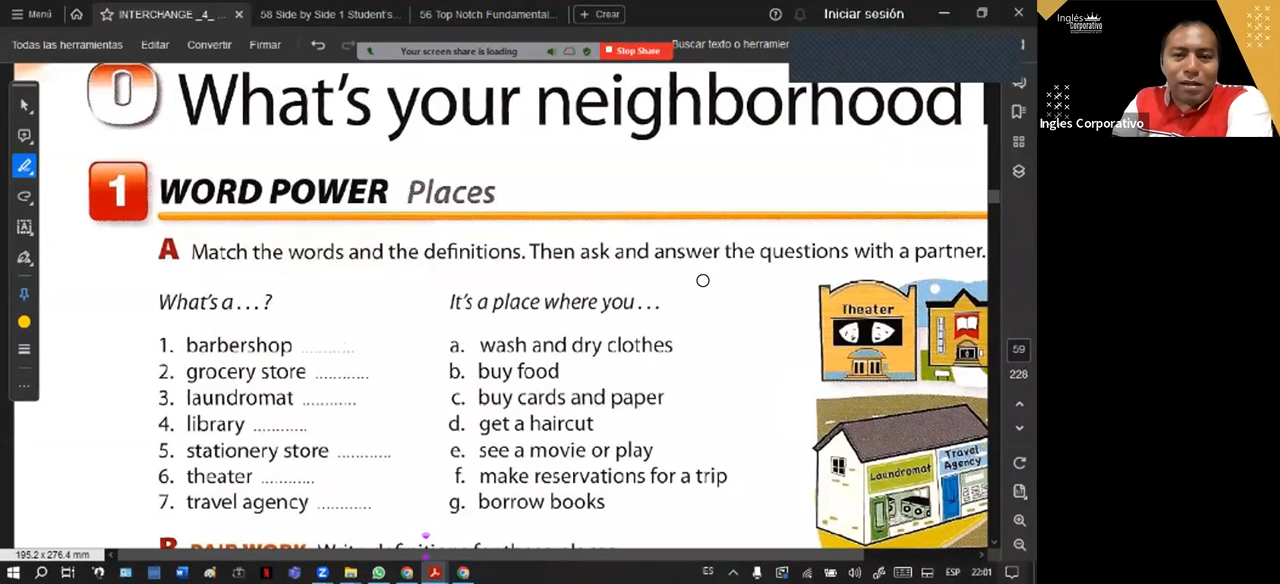 Menú
INTERCHANGE _4_ ...
58 Side by Side 1 Student's...
56 Top Notch Fundamental...
+ Crear
Iniciar sesión
Todas las herramientas Editar Convertir Firmar
Your screen share is loading
Stop Share
Buscar texto o herramier
Inglés
Corporativo
Ingles Corporativo
0 What's your neighborhood
1 WORD POWER Places
A Match the words and the definitions. Then ask and answer the questions with a partner.
What's a . . . ?
It's a place where you . . .
1. barbershop ............
2. grocery store ............
3. laundromat ............
4. library ............
5. stationery store ............
6. theater ............
7. travel agency ............
a. wash and dry clothes
b. buy food
c. buy cards and paper
d. get a haircut
e. see a movie or play
f. make reservations for a trip
g. borrow books
Theater
Laundromat
Travel
Agency
59
228
195.2 x 276.4 mm
ES
ESP
22:01